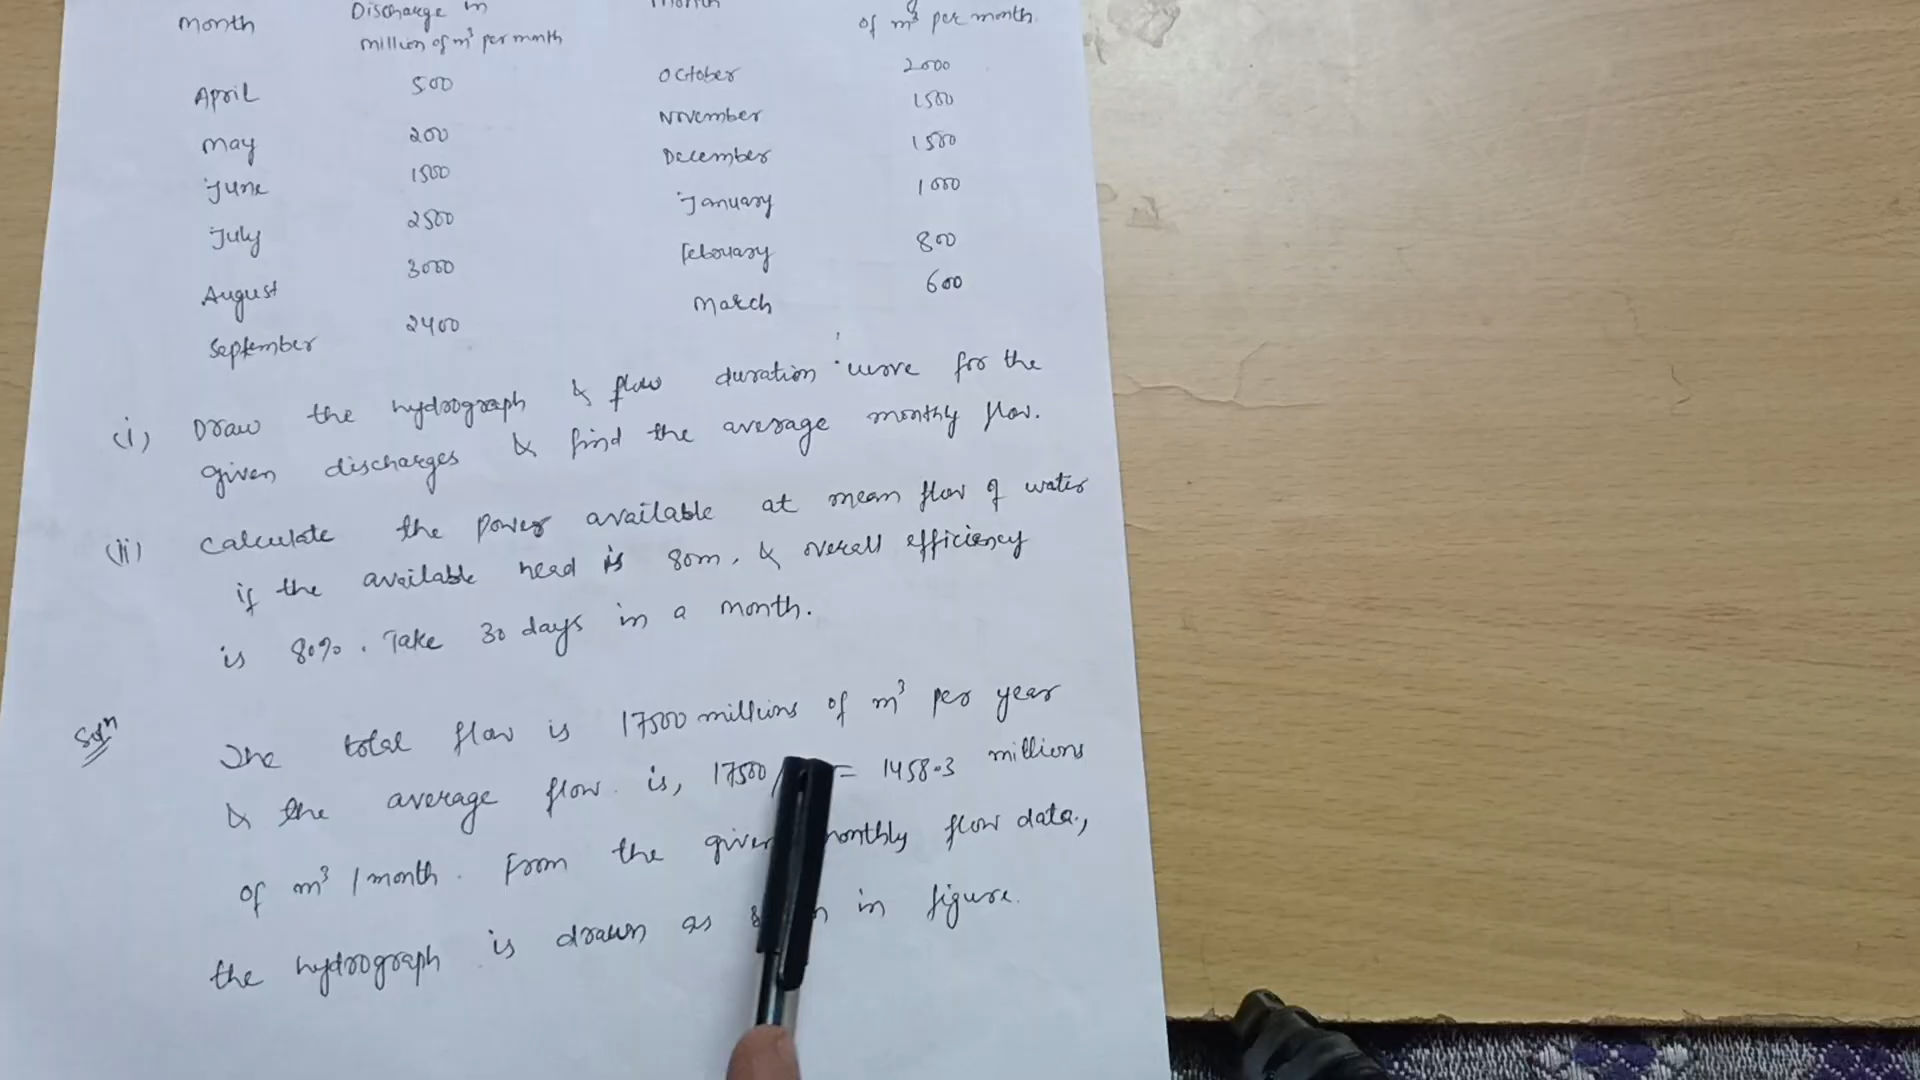 Month Discharge in of m³ per month
million of m³ per month
April 500 October 2000
May 200 November 1500
June 1500 December 1500
July 2500 January 1000
August 3000 February 800
September 2400 March 600
(i) Draw the hydrograph & flow duration curve for the
given discharges & find the average monthly flow.
(ii) calculate the power available at mean flow of water
if the available head is 80m, & overall efficiency
is 80%. Take 30 days in a month.
Solⁿ The total flow is 17500 millions of m³ per year
& the average flow is, 17500/ = 1458.3 millions
of m³ /month. From the given monthly flow data,
the hydrograph is drawn as in figure.